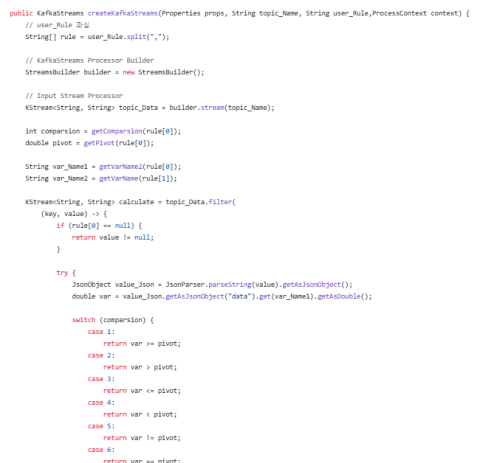 public KafkaStreams createKafkaStreams(Properties props, String topic_Name, String user_Rule,ProcessContext context) {
// user_Rule 파싱
String[] rule = user_Rule.split(",");
// KafkaStreams Processor Builder
StreamsBuilder builder = new StreamsBuilder();
// Input Stream Processor
KStream<String, String> topic_Data = builder.stream(topic_Name);
int comparsion = getComparsion(rule[0]);
double pivot = getPivot(rule[0]);
String var_Name1 = getVarName2(rule[0]);
String var_Name2 = getVarName(rule[1]);
KStream<String, String> calculate = topic_Data.filter(
(key, value) -> {
if (rule[0] == null) {
return value != null;
}
try {
JsonObject value_Json = JsonParser.parseString(value).getAsJsonObject();
double var = value_Json.getAsJsonObject("data").get(var_Name1).getAsDouble();
switch (comparsion) {
case 1:
return var >= pivot;
case 2:
return var > pivot;
case 3:
return var <= pivot;
case 4:
return var < pivot;
case 5:
return var != pivot;
case 6:
return var == pivot;